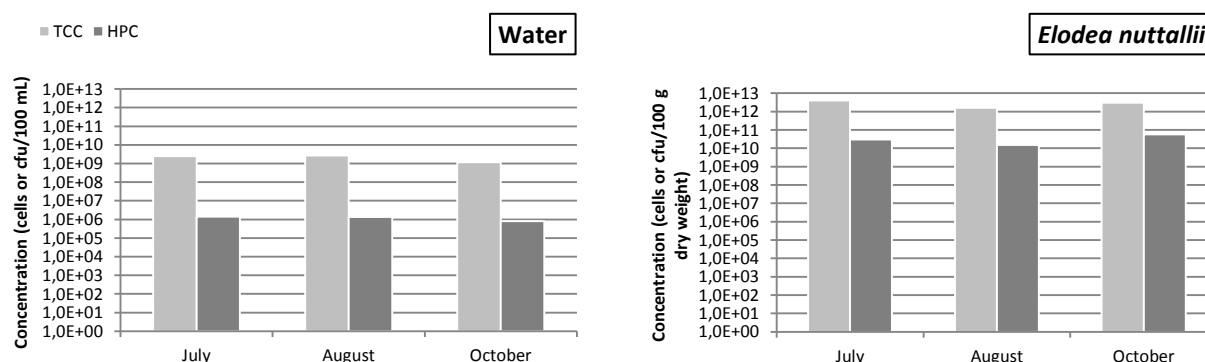 TCC HPC
Water
Concentration (cells or cfu/100 mL)
1,0E+13
1,0E+12
1,0E+11
1,0E+10
1,0E+09
1,0E+08
1,0E+07
1,0E+06
1,0E+05
1,0E+04
1,0E+03
1,0E+02
1,0E+01
1,0E+00
July August October
Elodea nuttallii
Concentration (cells or cfu/100 g
dry weight)
1,0E+13
1,0E+12
1,0E+11
1,0E+10
1,0E+09
1,0E+08
1,0E+07
1,0E+06
1,0E+05
1,0E+04
1,0E+03
1,0E+02
1,0E+01
1,0E+00
July August October